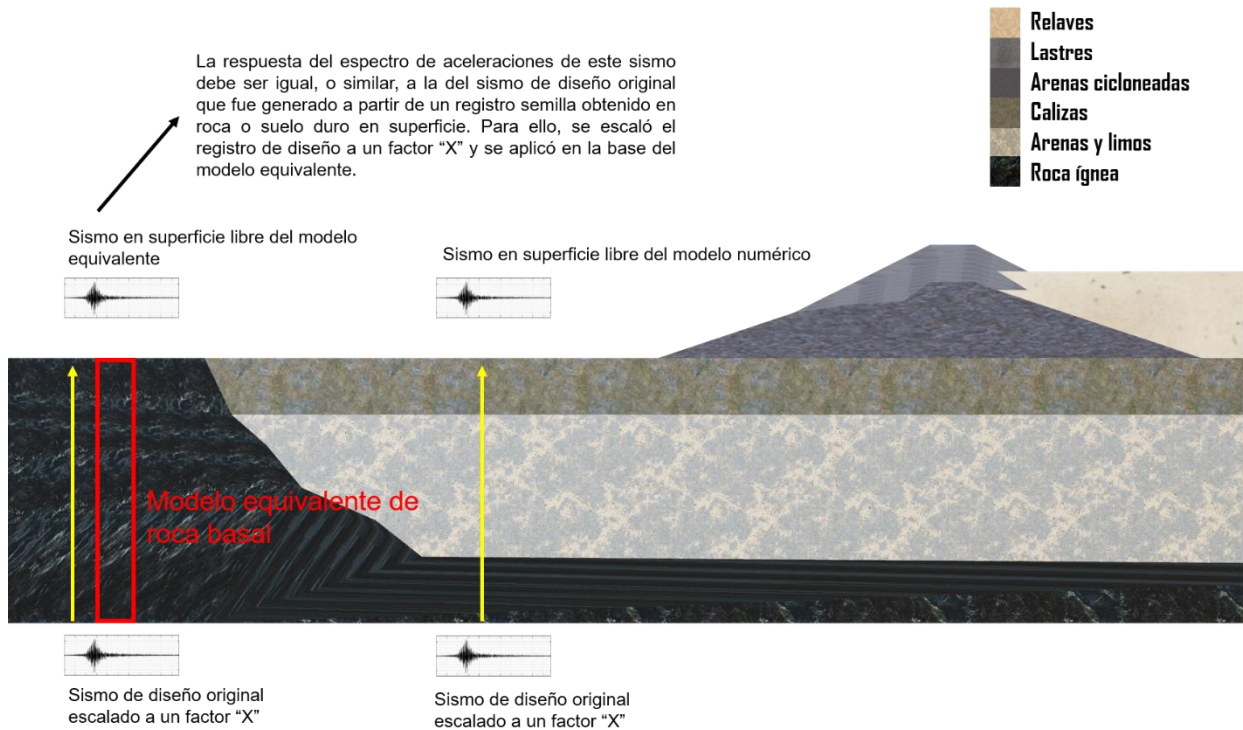 La respuesta del espectro de aceleraciones de este sismo
debe ser igual, o similar, a la del sismo de diseño original
que fue generado a partir de un registro semilla obtenido en
roca o suelo duro en superficie. Para ello, se escaló el
registro de diseño a un factor “X” y se aplicó en la base del
modelo equivalente.
Relaves
Lastres
Arenas cicloneadas
Calizas
Arenas y limos
Roca ígnea
Sismo en superficie libre del modelo
equivalente
Sismo en superficie libre del modelo numérico
Modelo equivalente de
roca basal
Sismo de diseño original
escalado a un factor “X”
Sismo de diseño original
escalado a un factor “X”